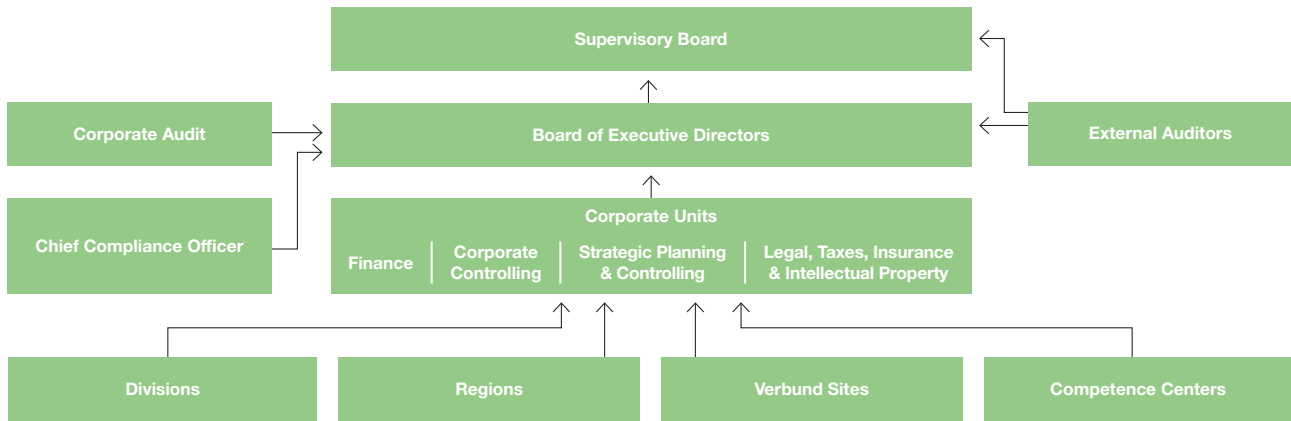 Supervisory Board
Corporate Audit
Board of Executive Directors
External Auditors
Chief Compliance Officer
Corporate Units
Finance
Corporate
Controlling
Strategic Planning
& Controlling
Legal, Taxes, Insurance
& Intellectual Property
Divisions
Regions
Verbund Sites
Competence Centers